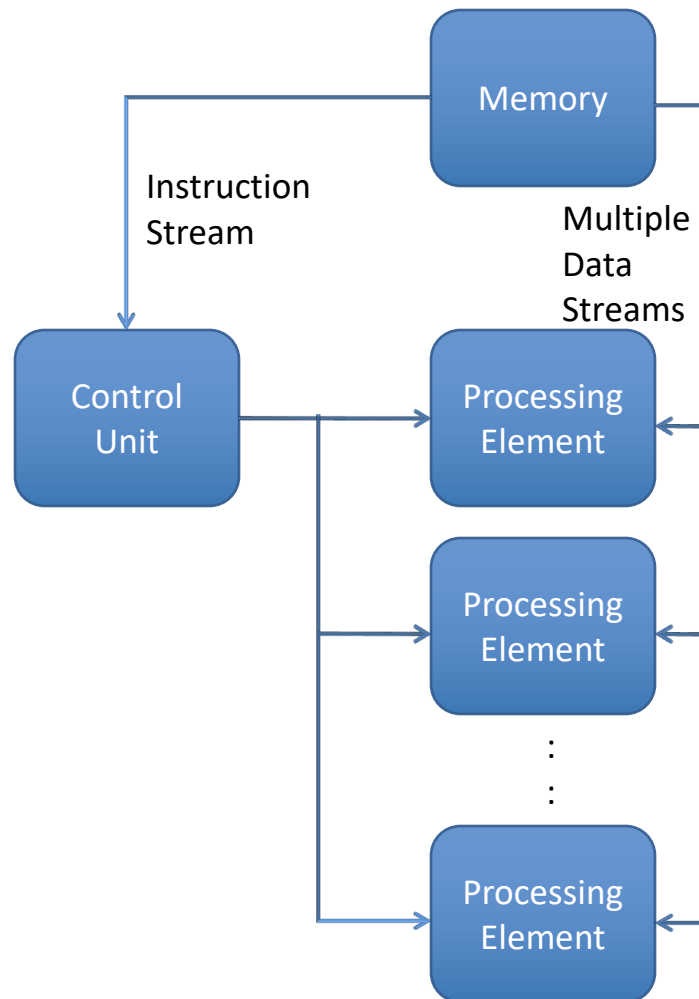 Memory
Instruction
Stream
Multiple
Data
Streams
Control
Unit
Processing
Element
Processing
Element
:
:
Processing
Element